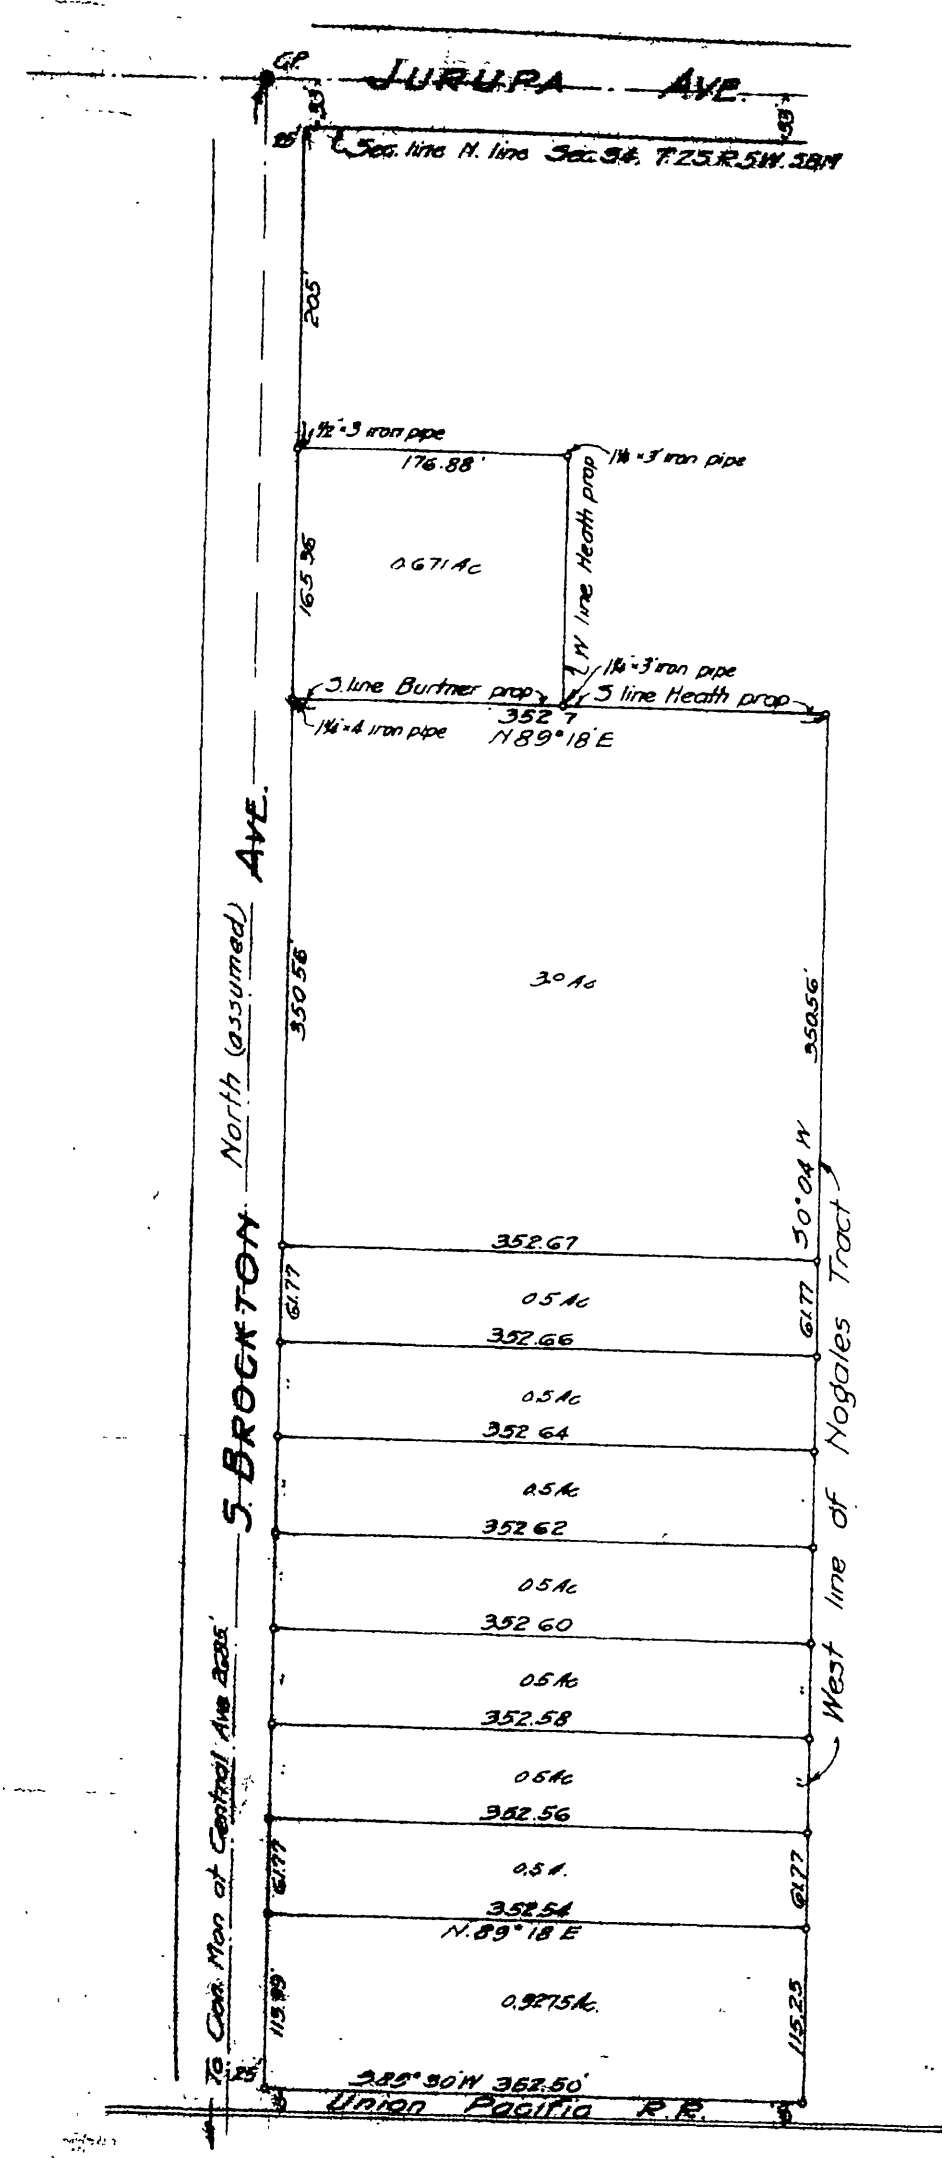 G.P.
JURUPA AVE.
33'
33'
25'
Sec. line N. line Sec. 34, T.2S.R.5W. S.B.M
205'
1½"×3 iron pipe
176.88'
1¼"×3' iron pipe
W line Heath prop
165.36
0.671 Ac
1¼"×3' iron pipe
S. line Burtner prop
S line Heath prop
352.7
N 89°18' E
1¼"×4 iron pipe
S. BROCKTON North (assumed) AVE.
350.56'
3.0 Ac
350.56'
S 0°04 W
352.67
61.77
0.5 Ac
61.77
352.66
"
0.5 Ac
352.64
"
0.5 Ac
352.62
"
0.5 Ac
352.60
"
0.5 Ac
"
352.58
"
0.5 Ac
"
352.56
61.77
0.5 A.
61.77
352.54
N. 89°18 E
115.99'
0.9275 Ac.
115.25
West line of Nogales Tract
To Con. Mon at Central Ave 2685'
25'
S 89°30' W 352.50'
Union Pacific R.R.